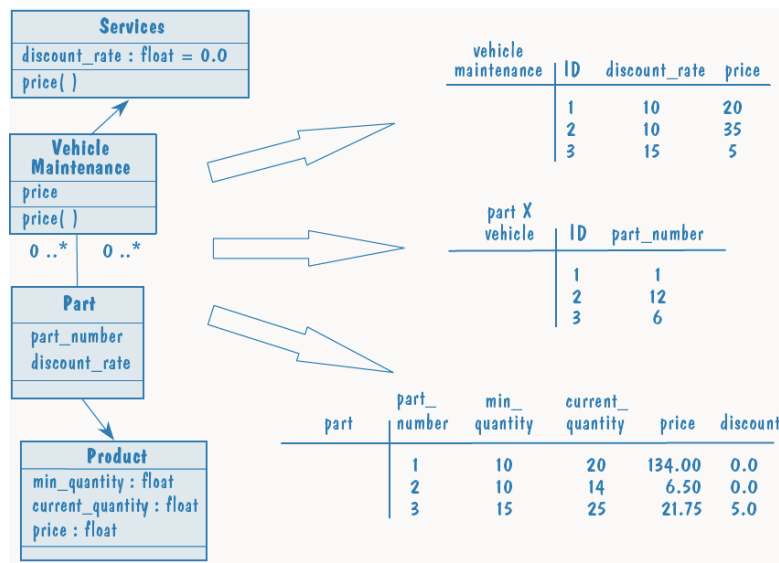 Services
discount_rate : float = 0.0
price( )
Vehicle
Maintenance
price
price( )
0 ..* 0 ..*
Part
part_number
discount_rate
Product
min_quantity : float
current_quantity : float
price : float
vehicle
maintenance ID discount_rate price
1 10 20
2 10 35
3 15 5
part X
vehicle ID part_number
1 1
2 12
3 6
part_ min_ current_
part number quantity quantity price discount
1 10 20 134.00 0.0
2 10 14 6.50 0.0
3 15 25 21.75 5.0